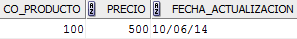 CO_PRODUCTO PRECIO FECHA_ACTUALIZACION
100 500 10/06/14